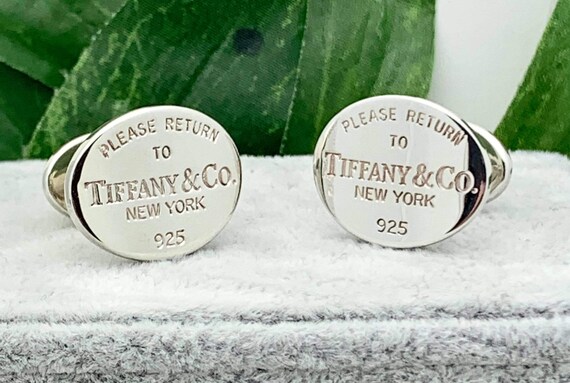 PLEASE RETURN
TO
TIFFANY & CO.
NEW YORK
925
PLEASE RETURN
TO
TIFFANY & CO.
NEW YORK
925